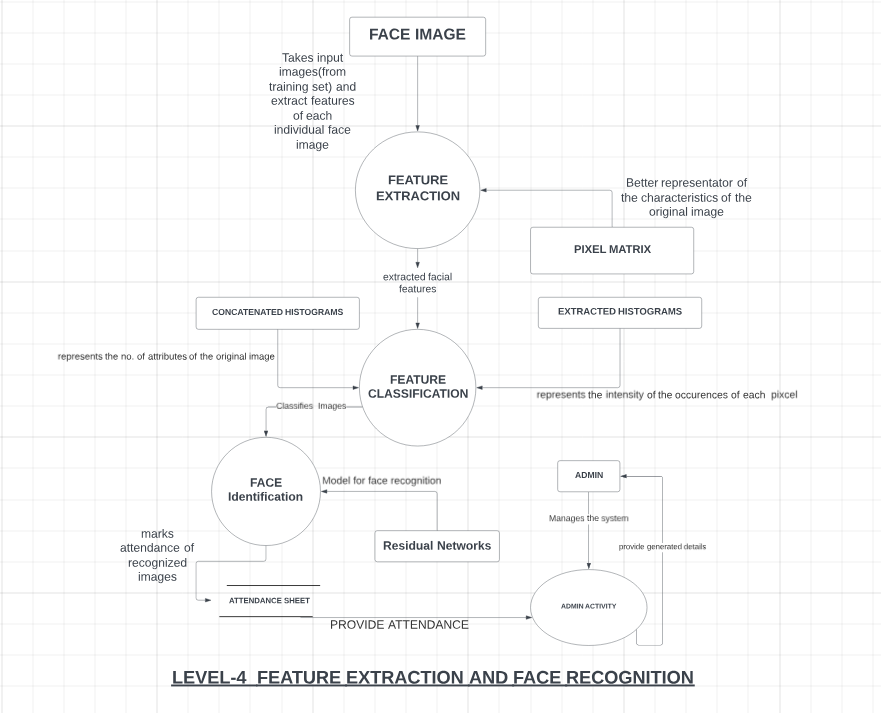 FACE IMAGE
Takes input
images(from
training set) and
extract features
of each
individual face
image
FEATURE
EXTRACTION
Better representator of
the characteristics of the
original image
PIXEL MATRIX
extracted facial
features
CONCATENATED HISTOGRAMS
EXTRACTED HISTOGRAMS
represents the no. of attributes of the original image
FEATURE
CLASSIFICATION
represents the intensity of the occurences of each pixcel
Classifies Images
FACE
Identification
Model for face recognition
ADMIN
Manages the system
Residual Networks
provide generated details
marks
attendance of
recognized
images
ATTENDANCE SHEET
ADMIN ACTIVITY
PROVIDE ATTENDANCE
LEVEL-4 FEATURE EXTRACTION AND FACE RECOGNITION